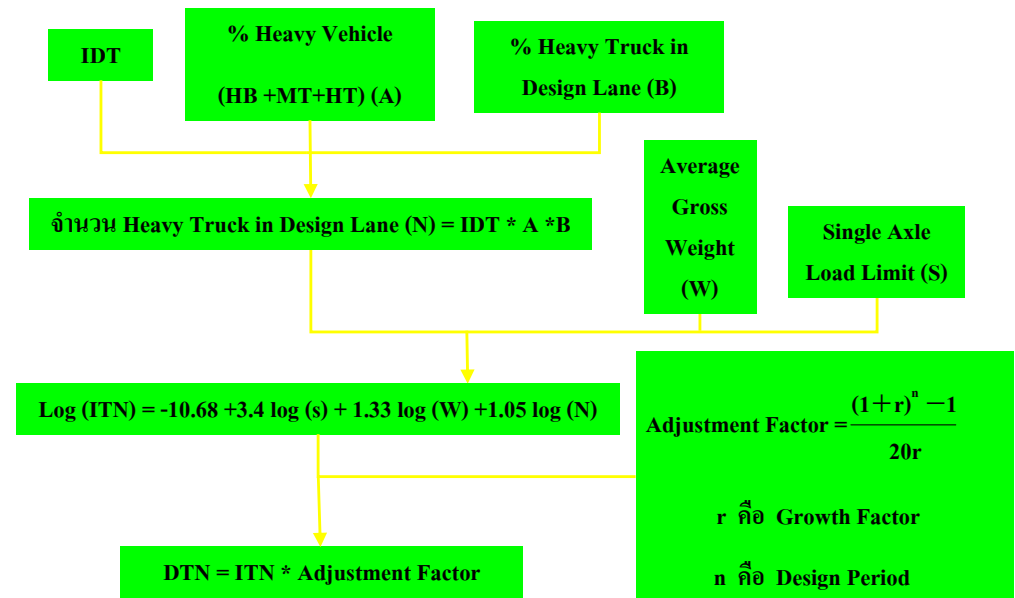 IDT
% Heavy Vehicle
(HB +MT+HT) (A)
% Heavy Truck in
Design Lane (B)
จำนวน Heavy Truck in Design Lane (N) = IDT * A *B
Average
Gross
Weight
(W)
Single Axle
Load Limit (S)
Log (ITN) = -10.68 +3.4 log (s) + 1.33 log (W) +1.05 log (N)
Adjustment Factor = ((1+r)^n −1)/(20r)
r คือ Growth Factor
n คือ Design Period
DTN = ITN * Adjustment Factor